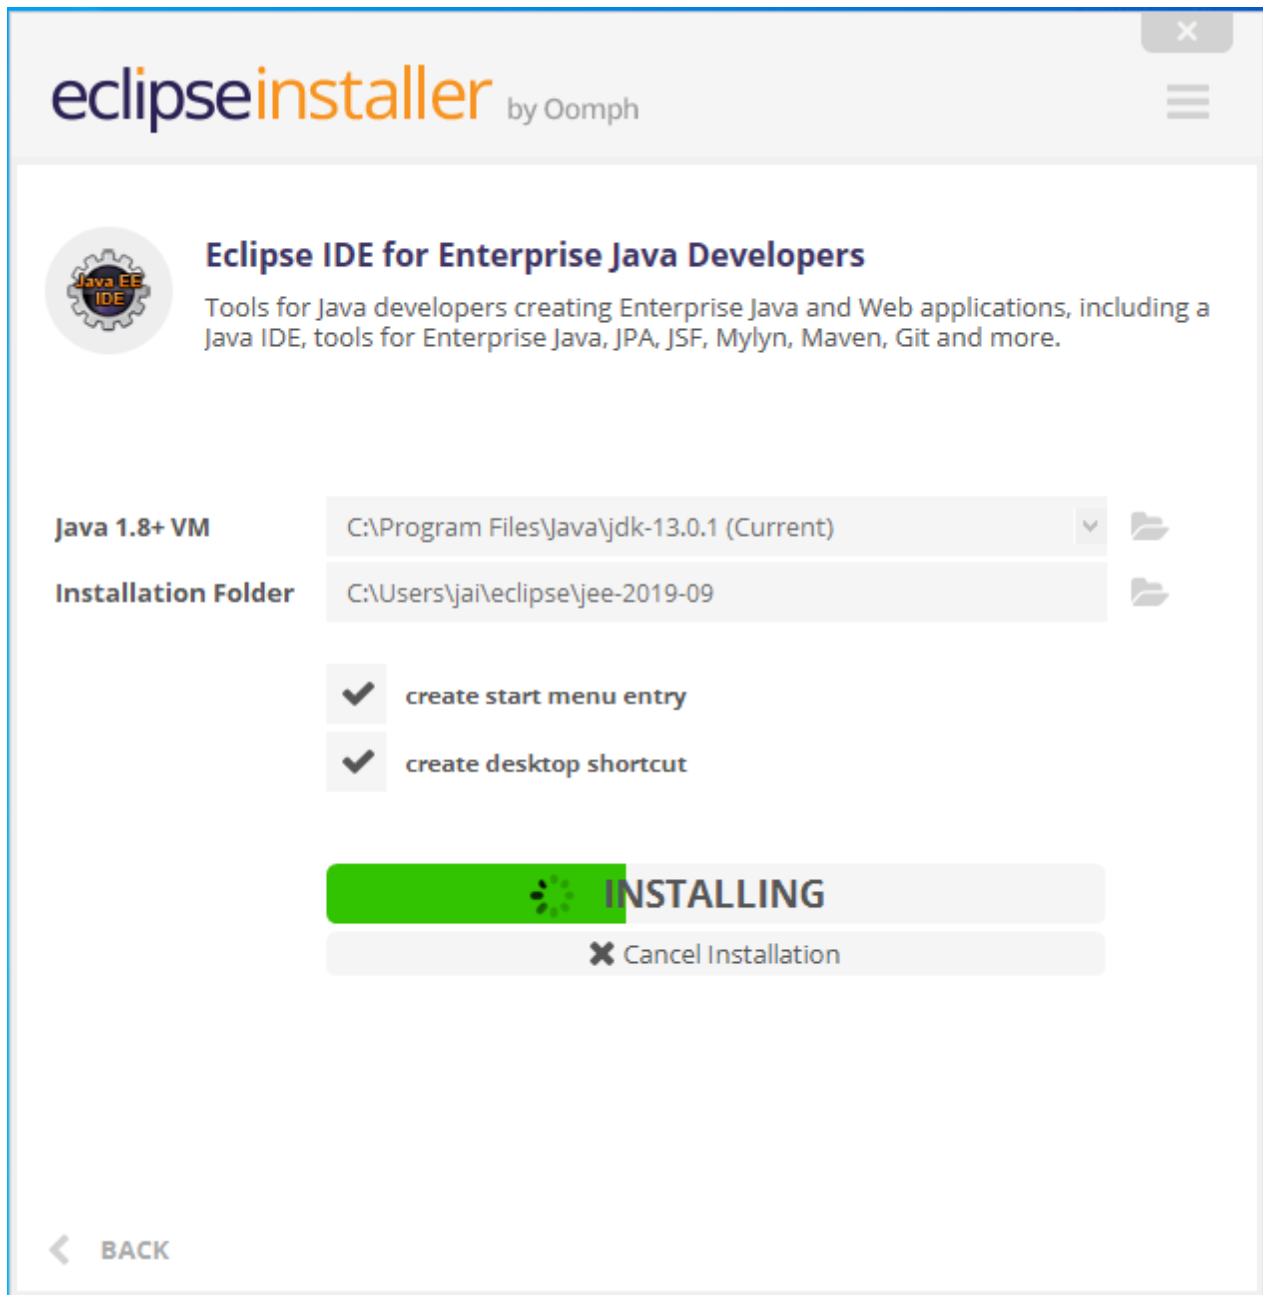 eclipseinstaller by Oomph
Java EE
IDE
Eclipse IDE for Enterprise Java Developers
Tools for Java developers creating Enterprise Java and Web applications, including a
Java IDE, tools for Enterprise Java, JPA, JSF, Mylyn, Maven, Git and more.
Java 1.8+ VM C:\Program Files\Java\jdk-13.0.1 (Current)
Installation Folder C:\Users\jai\eclipse\jee-2019-09
create start menu entry
create desktop shortcut
INSTALLING
Cancel Installation
BACK